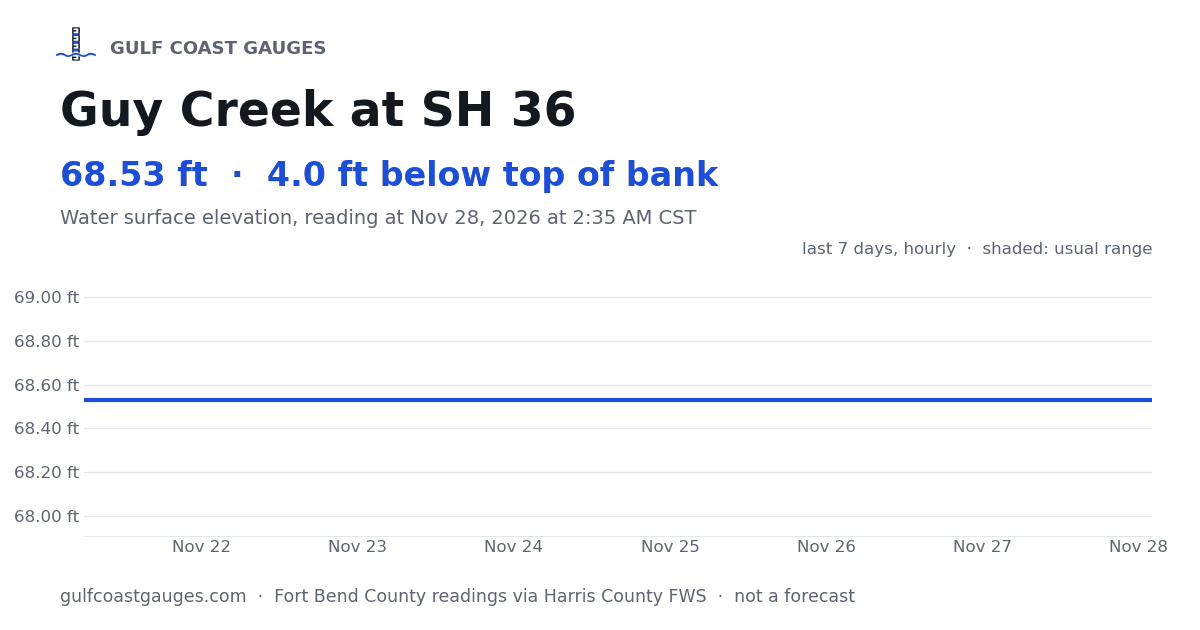 GULF COAST GAUGES
Guy Creek at SH 36
68.53 ft · 4.0 ft below top of bank
Water surface elevation, reading at Nov 28, 2026 at 2:35 AM CST
last 7 days, hourly · shaded: usual range
69.00 ft
68.80 ft
68.60 ft
68.40 ft
68.20 ft
68.00 ft
Nov 22 Nov 23 Nov 24 Nov 25 Nov 26 Nov 27 Nov 28
gulfcoastgauges.com · Fort Bend County readings via Harris County FWS · not a forecast